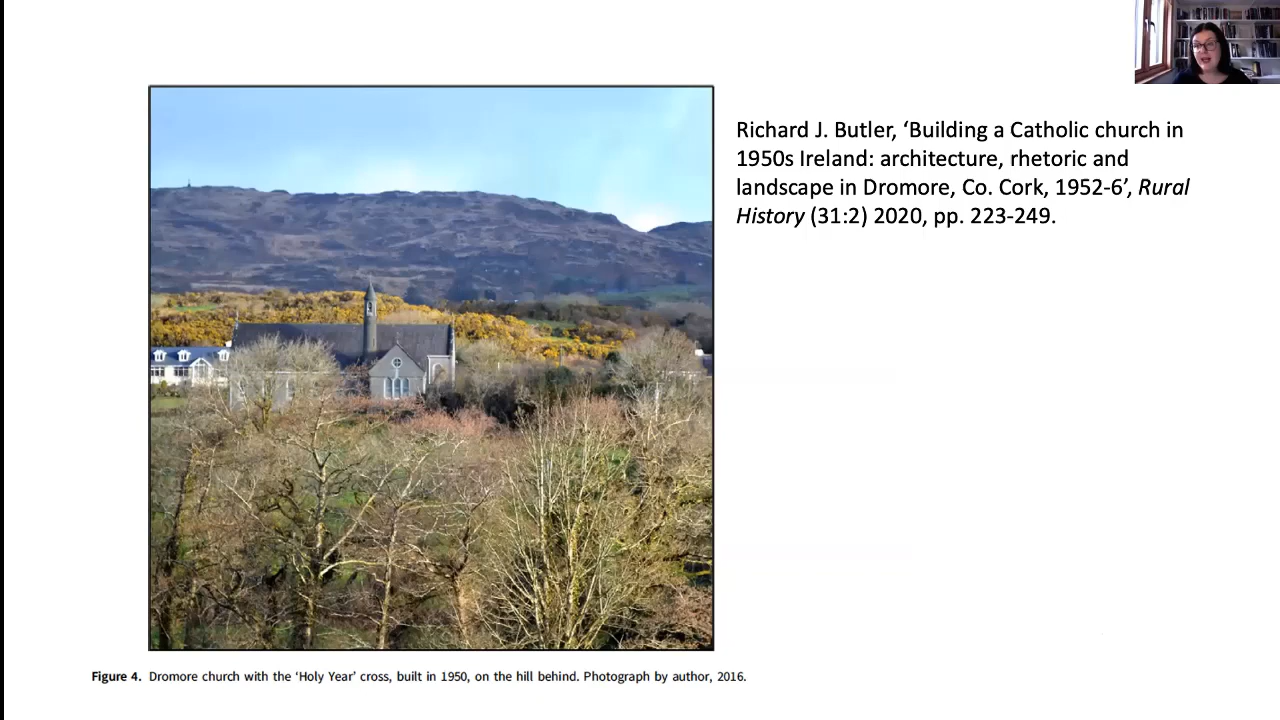 Richard J. Butler, ‘Building a Catholic church in
1950s Ireland: architecture, rhetoric and
landscape in Dromore, Co. Cork, 1952-6’, Rural
History (31:2) 2020, pp. 223-249.
Figure 4. Dromore church with the ‘Holy Year’ cross, built in 1950, on the hill behind. Photograph by author, 2016.